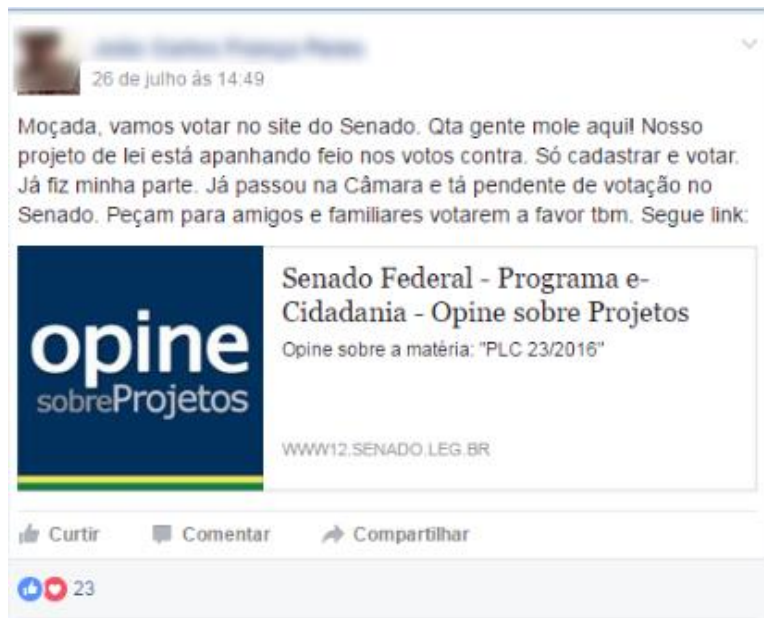 26 de julho às 14:49
Moçada, vamos votar no site do Senado. Qta gente mole aqui! Nosso
projeto de lei está apanhando feio nos votos contra. Só cadastrar e votar.
Já fiz minha parte. Já passou na Câmara e tá pendente de votação no
Senado. Peçam para amigos e familiares votarem a favor tbm. Segue link:
opine
sobreProjetos
Senado Federal - Programa e-
Cidadania - Opine sobre Projetos
Opine sobre a matéria: "PLC 23/2016"
WWW12.SENADO.LEG.BR
Curtir Comentar Compartilhar
23